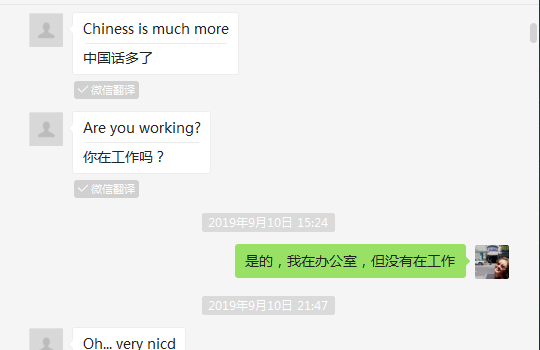 Chiness is much more
中国话多了
微信翻译
Are you working?
你在工作吗？
微信翻译
2019年9月10日 15:24
是的，我在办公室，但没有在工作
2019年9月10日 21:47
Oh... very nicd